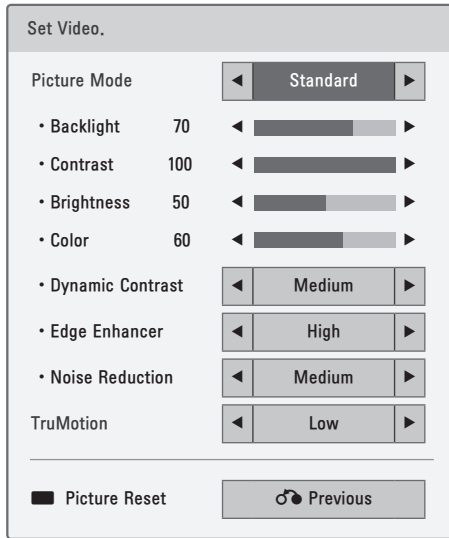 Set Video.
Picture Mode Standard
• Backlight 70
• Contrast 100
• Brightness 50
• Color 60
• Dynamic Contrast Medium
• Edge Enhancer High
• Noise Reduction Medium
TruMotion Low
Picture Reset Previous